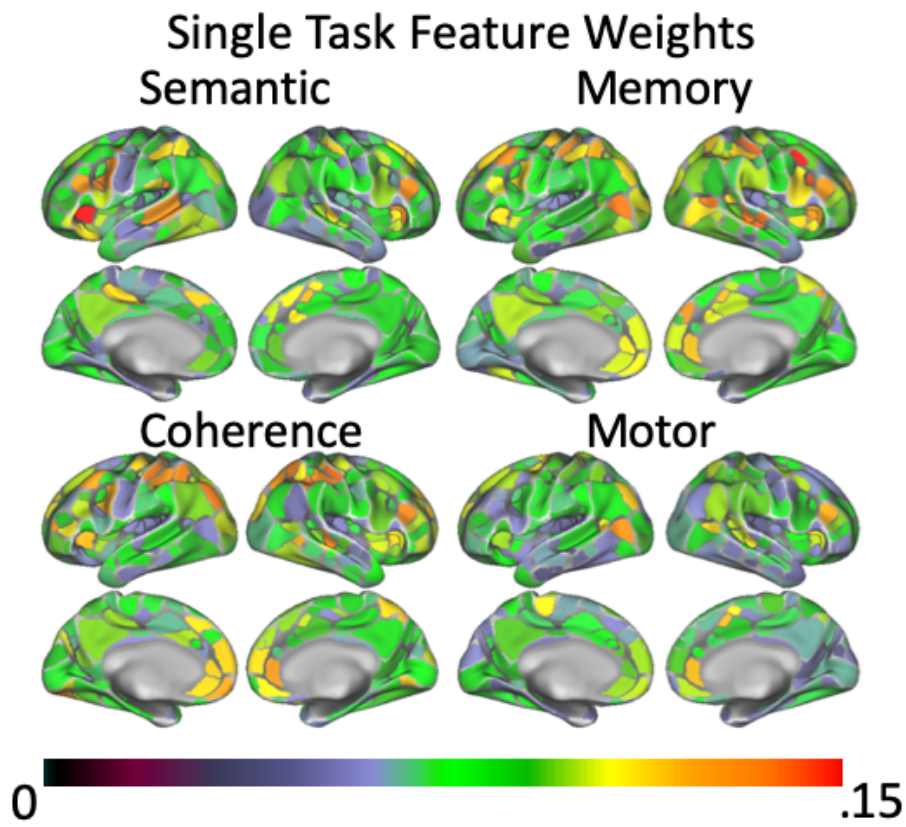 Single Task Feature Weights
Semantic
Memory
Coherence
Motor
0
.15